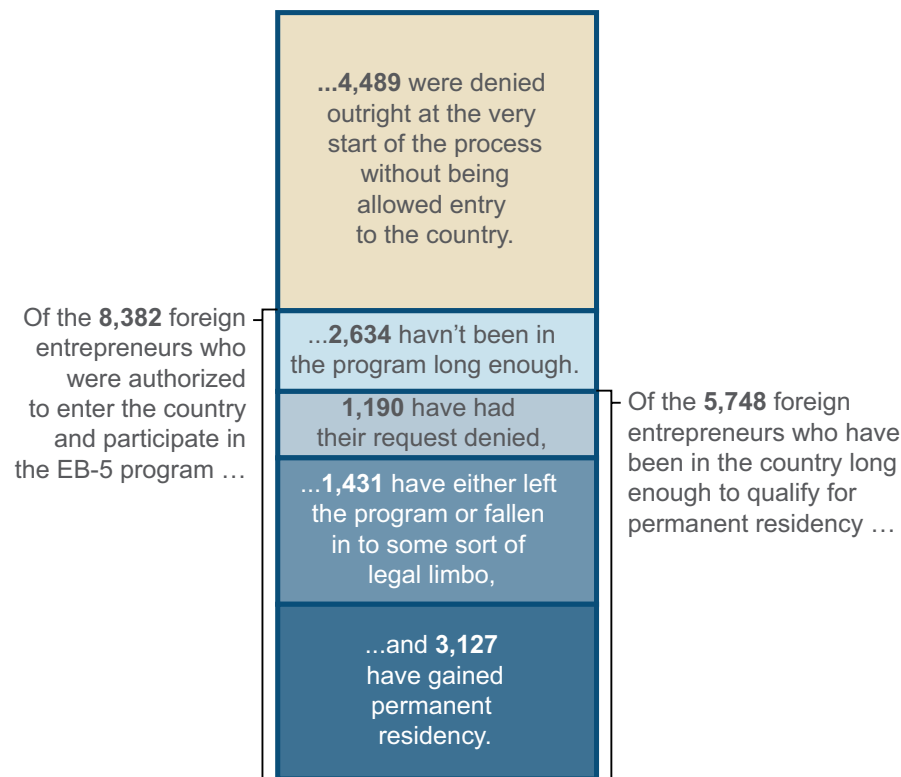 ...4,489 were denied
outright at the very
start of the process
without being
allowed entry
to the country.
Of the 8,382 foreign
entrepreneurs who
were authorized
to enter the country
and participate in
the EB-5 program …
...2,634 havn't been in
the program long enough.
Of the 5,748 foreign
entrepreneurs who have
been in the country long
enough to qualify for
permanent residency …
1,190 have had
their request denied,
...1,431 have either left
the program or fallen
in to some sort of
legal limbo,
...and 3,127
have gained
permanent
residency.